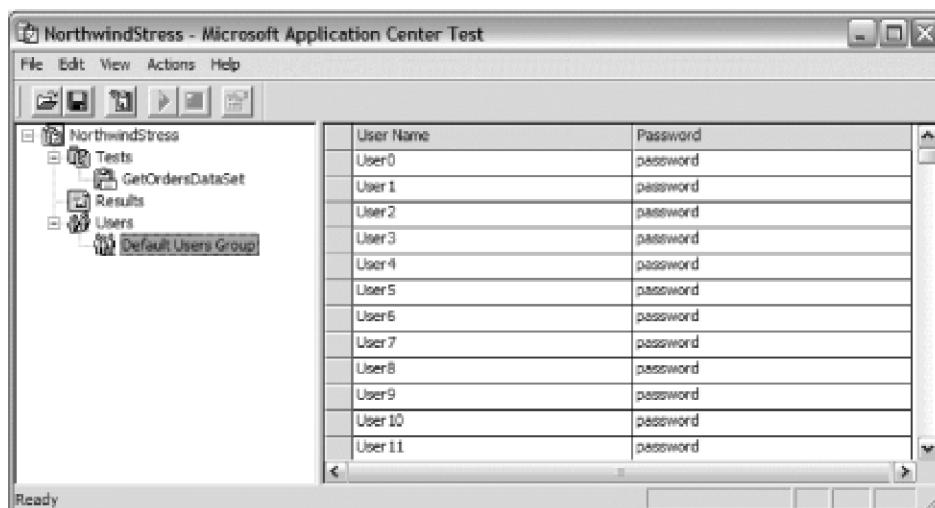 NorthwindStress - Microsoft Application Center Test
File Edit View Actions Help
NorthwindStress
Tests
GetOrdersDataSet
Results
Users
Default Users Group
User Name Password
User0 password
User1 password
User2 password
User3 password
User4 password
User5 password
User6 password
User7 password
User8 password
User9 password
User10 password
User11 password
Ready